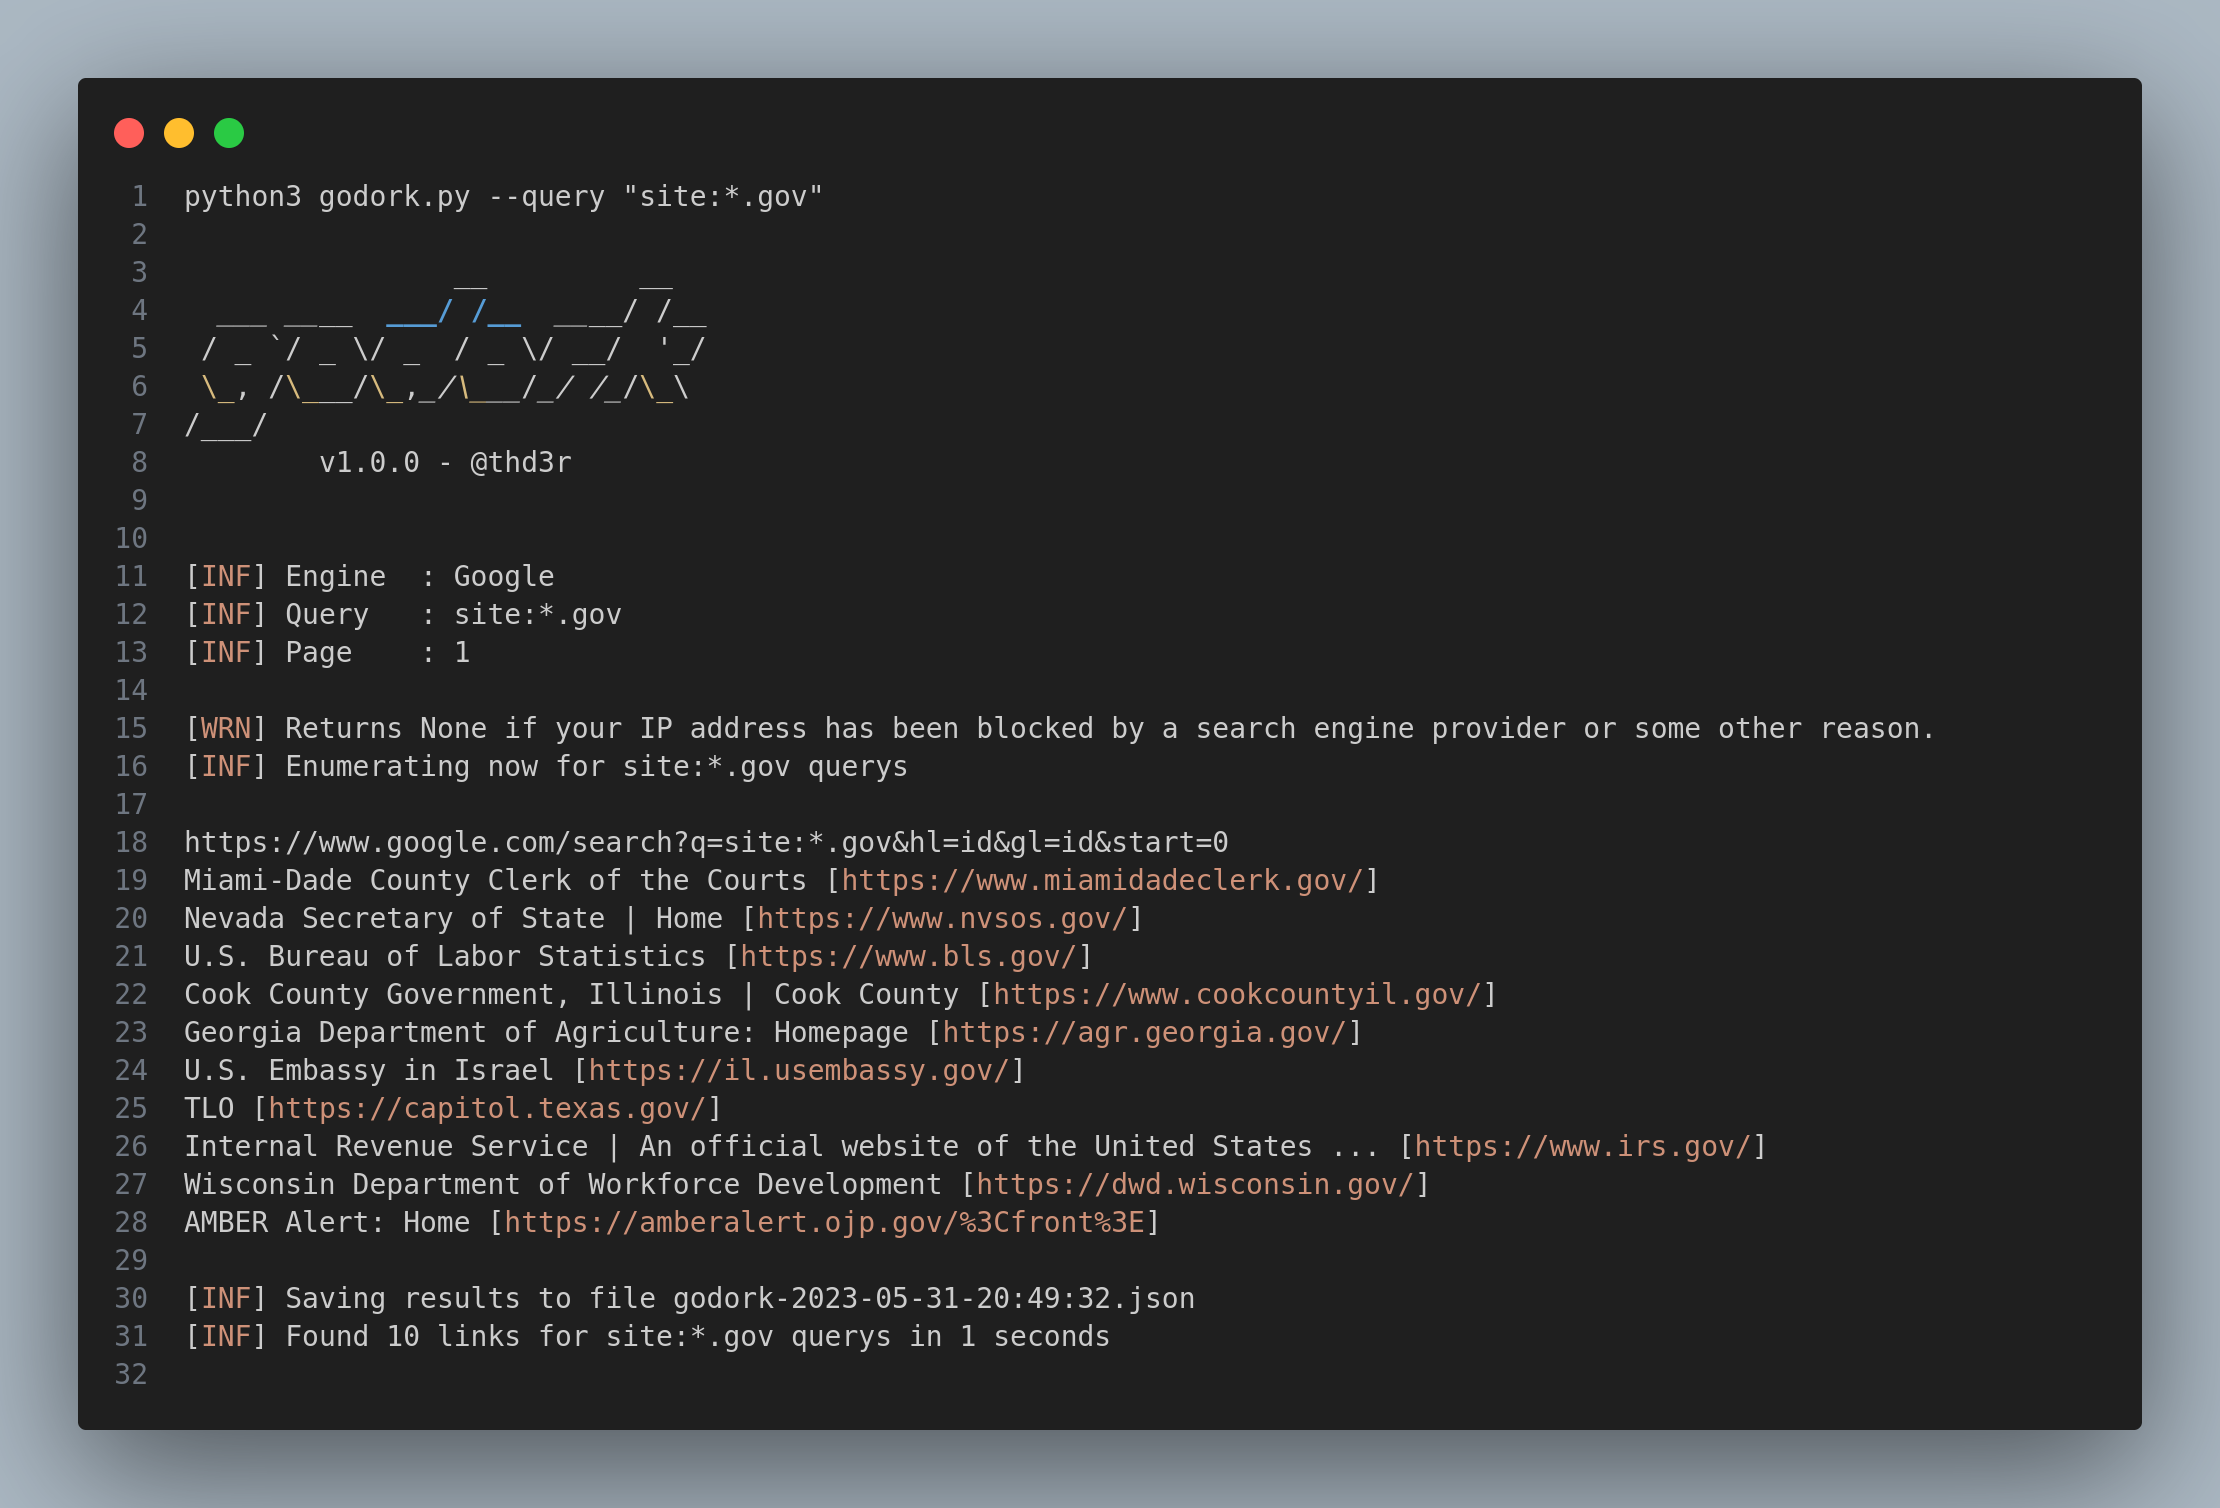 1 python3 godork.py --query "site:*.gov"
2
3                 __         __
4   ___ ____  ___/ /__  ____/ /__
5  / _ `/ _ \/ _  / _ \/ __/  '_/
6  \_, /\___/\_,_/\___/_/ /_/\_\
7 /___/
8         v1.0.0 - @thd3r
9
10
11 [INF] Engine  : Google
12 [INF] Query   : site:*.gov
13 [INF] Page    : 1
14
15 [WRN] Returns None if your IP address has been blocked by a search engine provider or some other reason.
16 [INF] Enumerating now for site:*.gov querys
17
18 https://www.google.com/search?q=site:*.gov&hl=id&gl=id&start=0
19 Miami-Dade County Clerk of the Courts [https://www.miamidadeclerk.gov/]
20 Nevada Secretary of State | Home [https://www.nvsos.gov/]
21 U.S. Bureau of Labor Statistics [https://www.bls.gov/]
22 Cook County Government, Illinois | Cook County [https://www.cookcountyil.gov/]
23 Georgia Department of Agriculture: Homepage [https://agr.georgia.gov/]
24 U.S. Embassy in Israel [https://il.usembassy.gov/]
25 TLO [https://capitol.texas.gov/]
26 Internal Revenue Service | An official website of the United States ... [https://www.irs.gov/]
27 Wisconsin Department of Workforce Development [https://dwd.wisconsin.gov/]
28 AMBER Alert: Home [https://amberalert.ojp.gov/%3Cfront%3E]
29
30 [INF] Saving results to file godork-2023-05-31-20:49:32.json
31 [INF] Found 10 links for site:*.gov querys in 1 seconds
32